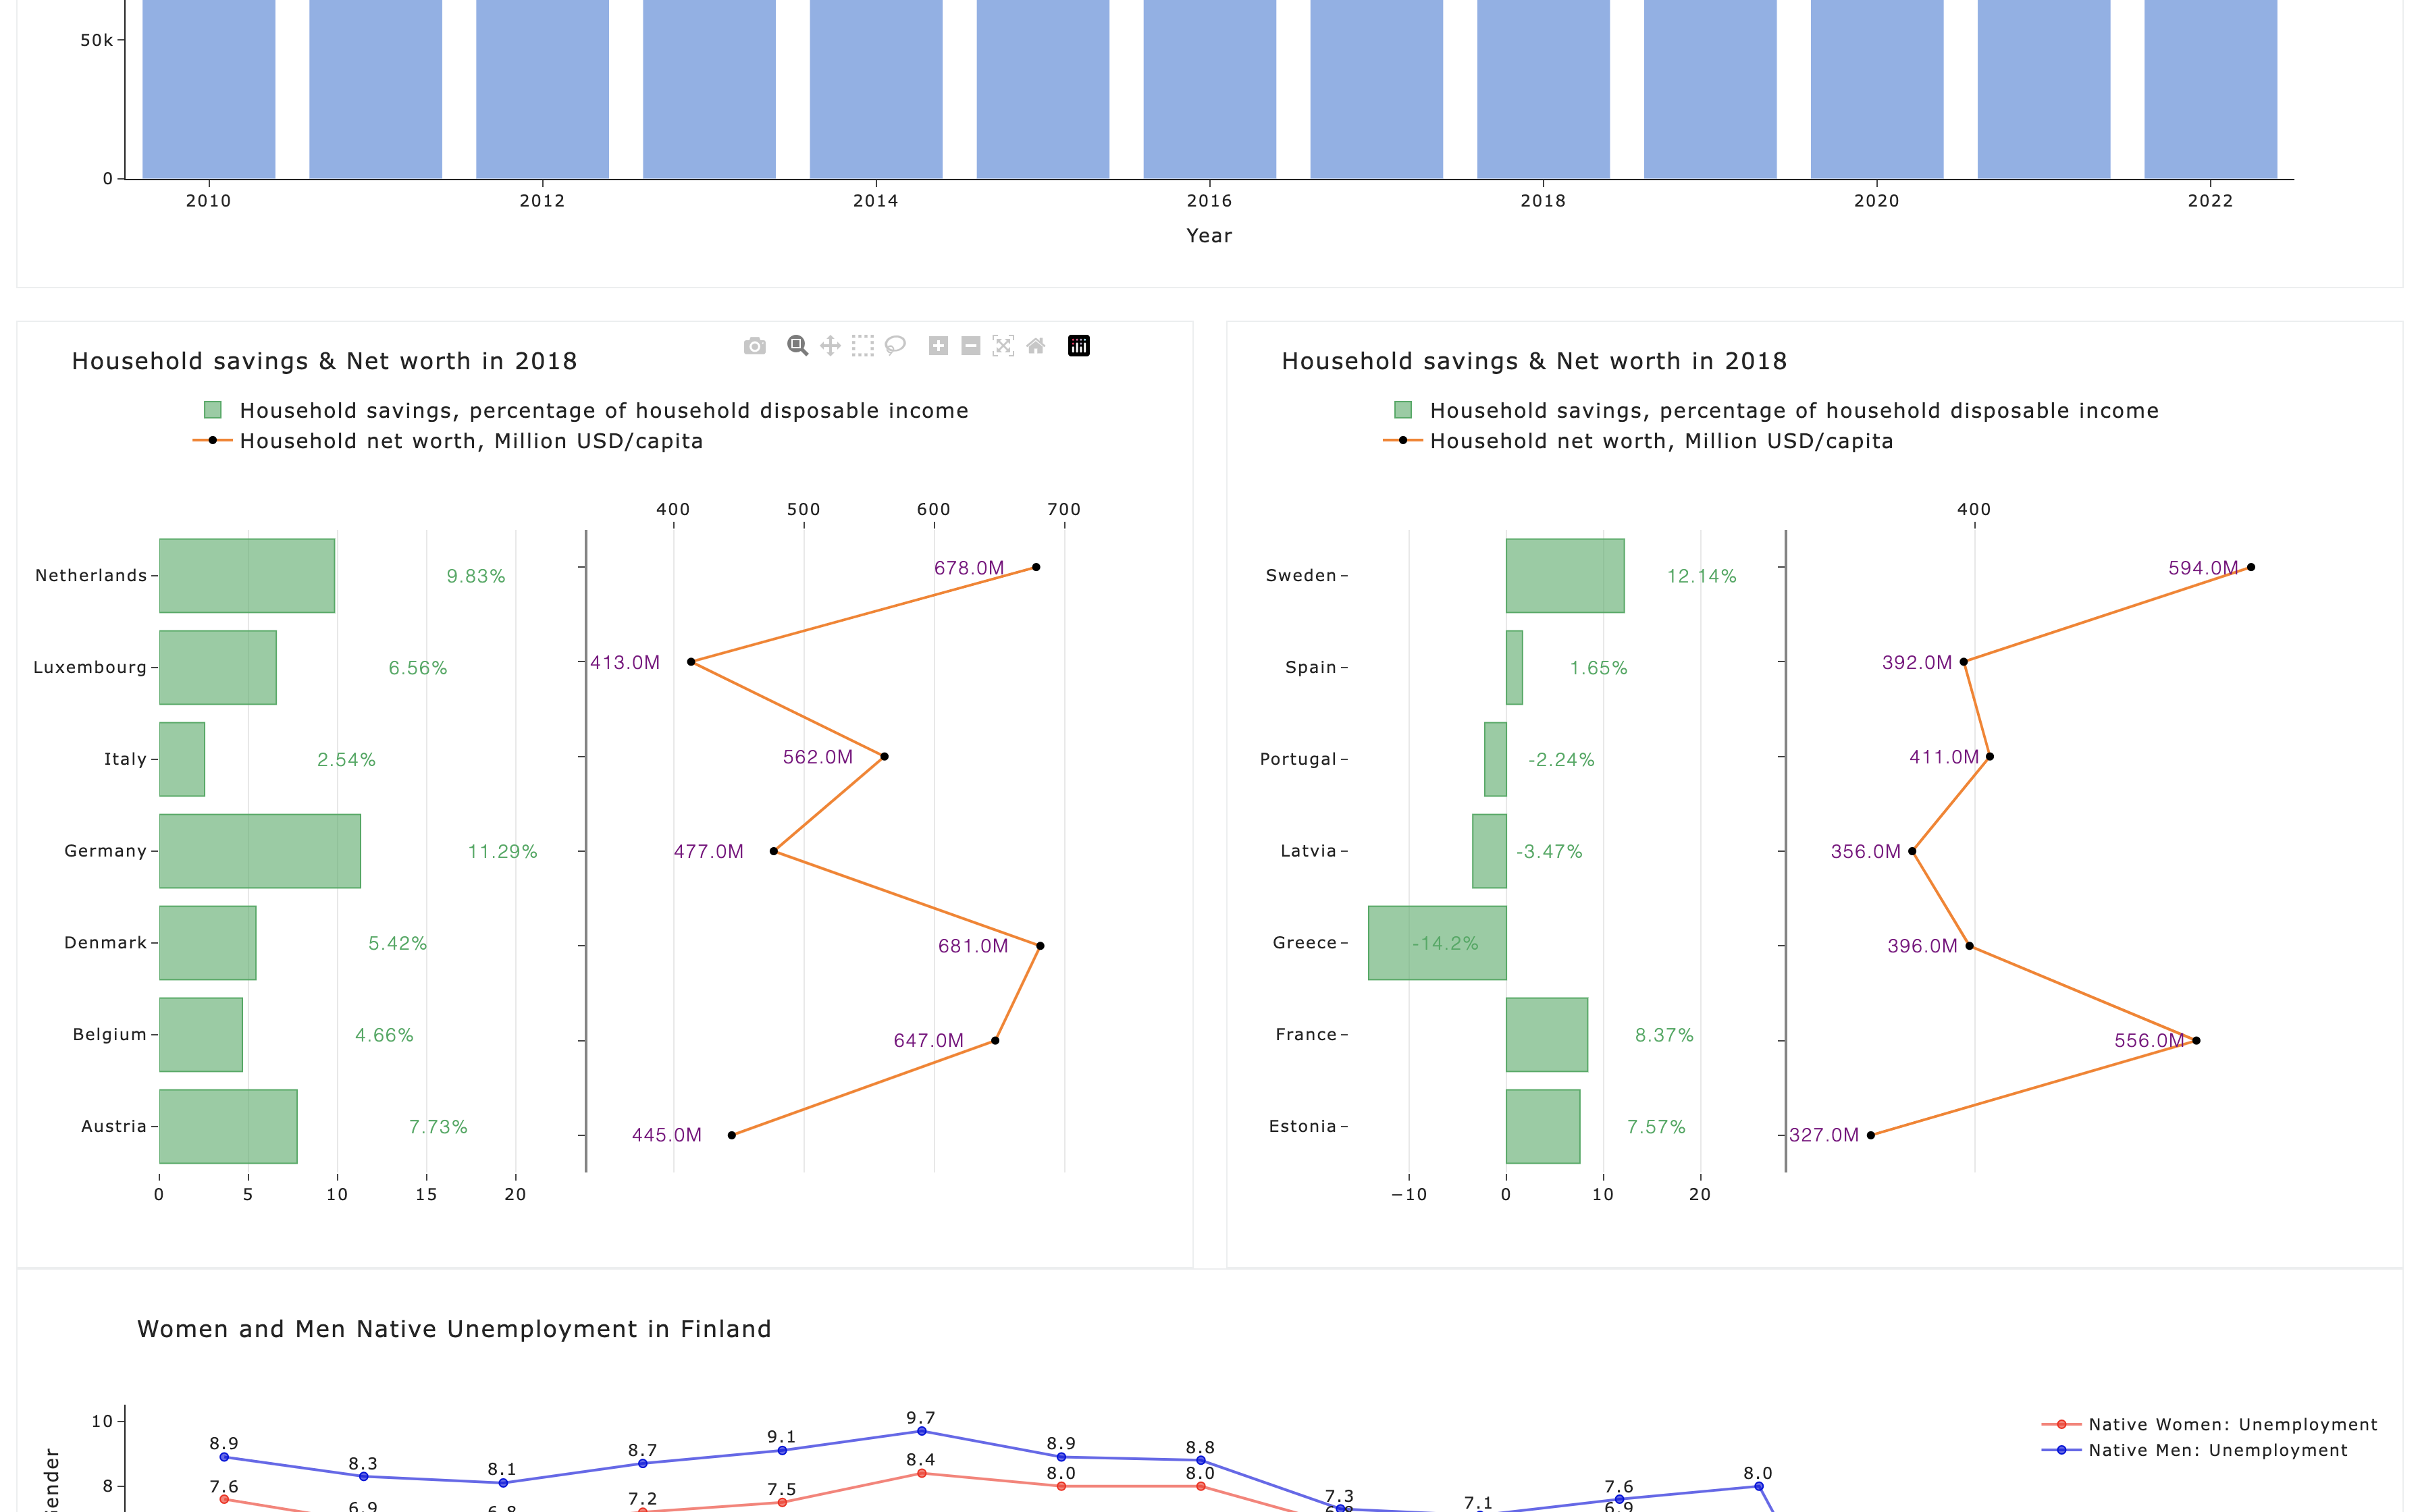 50k
0
2010 2012 2014 2016 2018 2020 2022
Year
Household savings & Net worth in 2018
Household savings, percentage of household disposable income
Household net worth, Million USD/capita
400 500 600 700
Netherlands 9.83% 678.0M
Luxembourg 6.56% 413.0M
Italy 2.54% 562.0M
Germany 11.29% 477.0M
Denmark 5.42% 681.0M
Belgium 4.66% 647.0M
Austria 7.73% 445.0M
0 5 10 15 20
Household savings & Net worth in 2018
Household savings, percentage of household disposable income
Household net worth, Million USD/capita
400
Sweden 12.14% 594.0M
Spain 1.65% 392.0M
Portugal -2.24% 411.0M
Latvia -3.47% 356.0M
Greece -14.2% 396.0M
France 8.37% 556.0M
Estonia 7.57% 327.0M
−10 0 10 20
Women and Men Native Unemployment in Finland
Native Women: Unemployment
Native Men: Unemployment
10
8
8.9 8.3 8.1 8.7 9.1 9.7 8.9 8.8 7.3 7.1 7.6 8.0
7.6 6.9 6.8 7.2 7.5 8.4 8.0 8.0 6.9